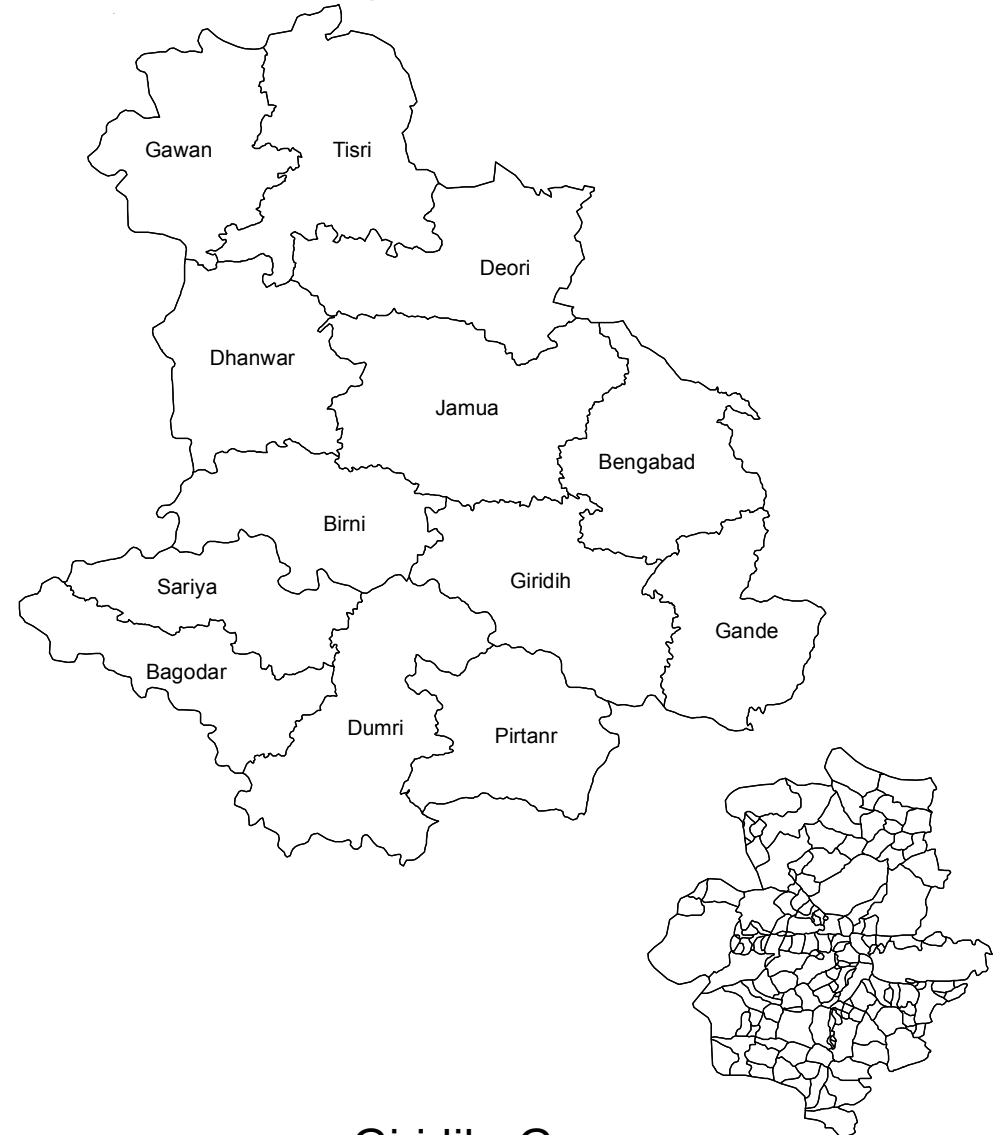 Gawan
Tisri
Deori
Dhanwar
Jamua
Bengabad
Birni
Giridih
Sariya
Gande
Bagodar
Dumri
Pirtanr